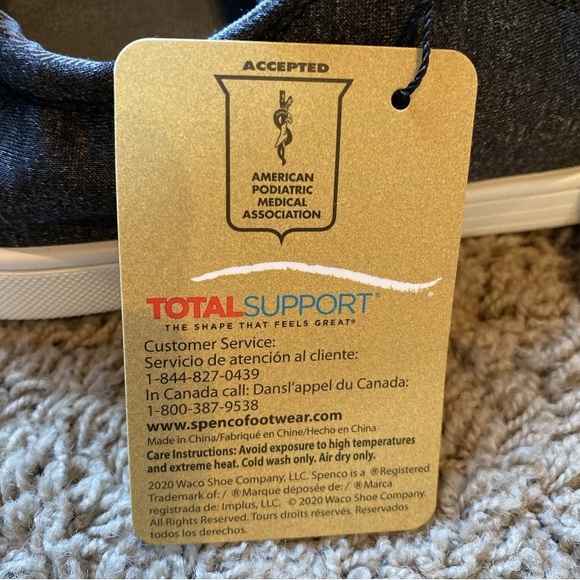 ACCEPTED
AMERICAN
PODIATRIC
MEDICAL
ASSOCIATION
TOTALSUPPORT®
THE SHAPE THAT FEELS GREAT®
Customer Service:
Servicio de atención al cliente:
1-844-827-0439
In Canada call: Dansl'appel du Canada:
1-800-387-9538
www.spencofootwear.com
Made in China/Fabriqué en Chine/Hecho en China
Care Instructions: Avoid exposure to high temperatures
and extreme heat. Cold wash only. Air dry only.
2020 Waco Shoe Company, LLC. Spenco is a ®Registered
Trademark of: / ®Marque déposée de: / ®Marca
registrada de: Implus, LLC. © 2020 Waco Shoe Company.
All Rights Reserved. Tours droits réservés. Reservados
todos los derechos.